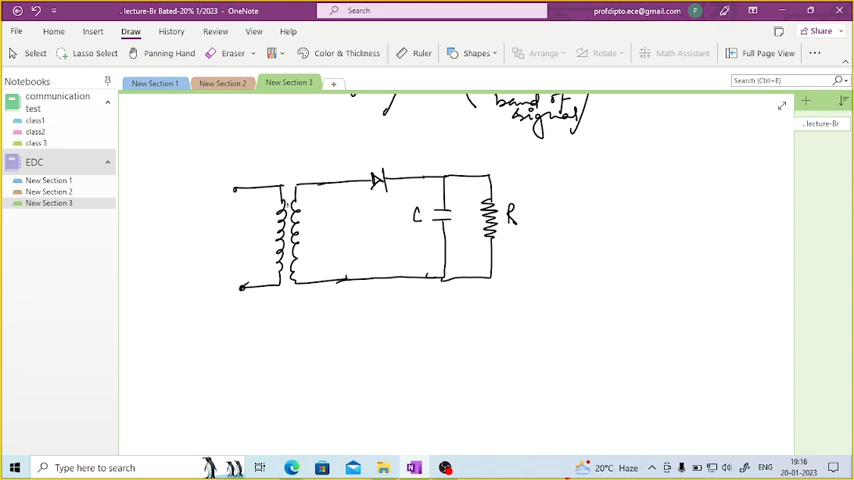 . lecture-Br Bated-20% 1/2023 - OneNote
Search
profdipto.ece@gmail.com
P
File
Home
Insert
Draw
History
Review
View
Help
Share
Select
Lasso Select
Panning Hand
Eraser
Color & Thickness
Ruler
Shapes
Arrange
Rotate
Math Assistant
Full Page View
Notebooks
New Section 1
New Section 2
New Section 3
Search (Ctrl+E)
communication
test
class1
class2
class 3
EDC
New Section 1
New Section 2
New Section 3
. lecture-Br
band of
signal
C
R
Type here to search
20°C Haze
ENG
19:16
20-01-2023